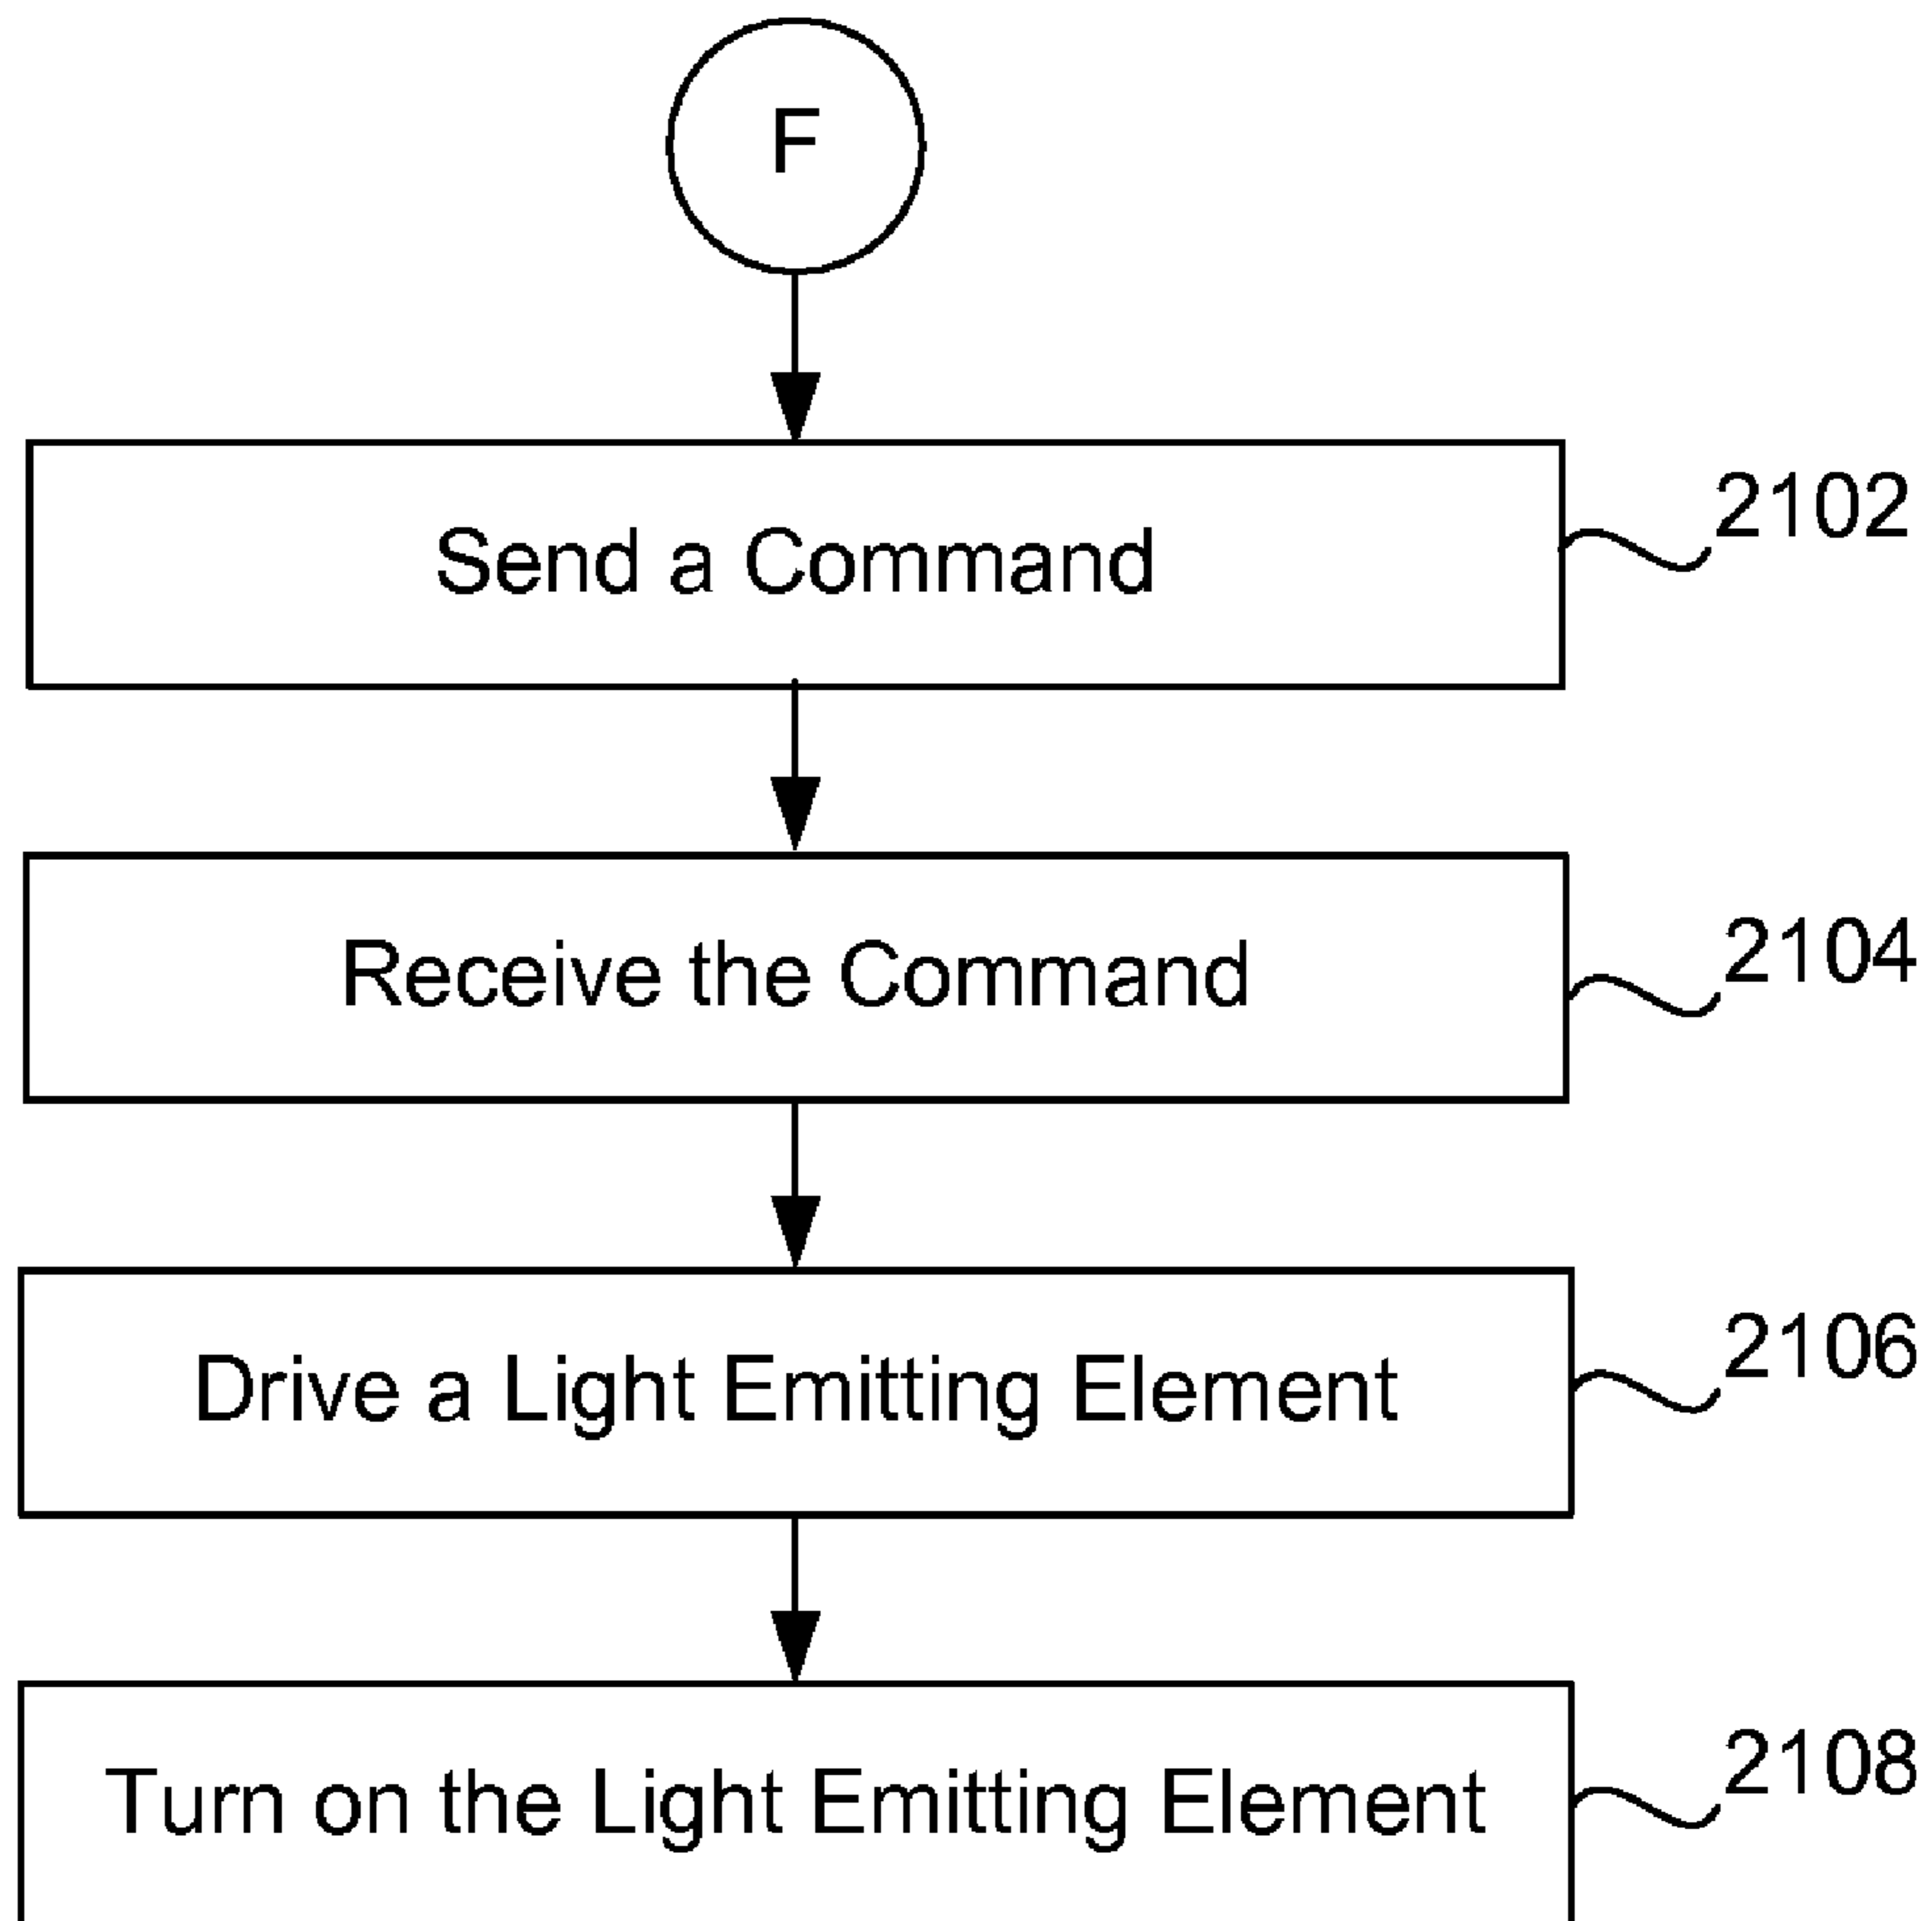 F
Send a Command
2102
Receive the Command
2104
Drive a Light Emitting Element
2106
Turn on the Light Emitting Element
2108